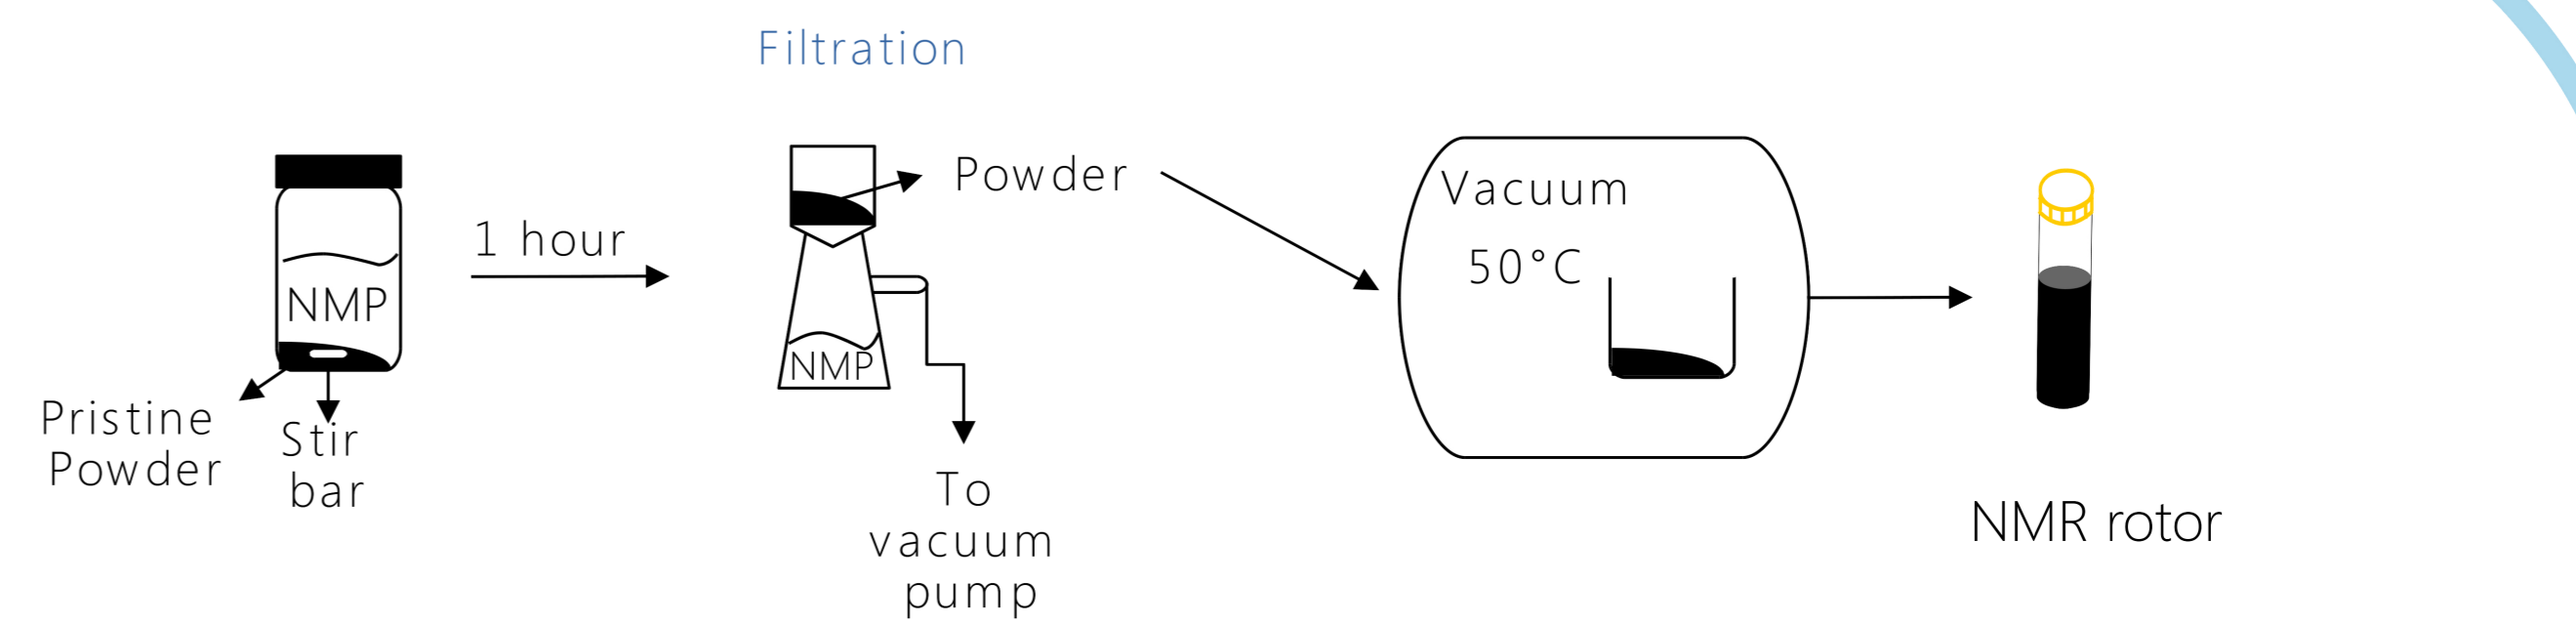 Filtration
NMP
Pristine
Powder
Stir
bar
1 hour
Powder
NMP
To
vacuum
pump
Vacuum
50°C
NMR rotor